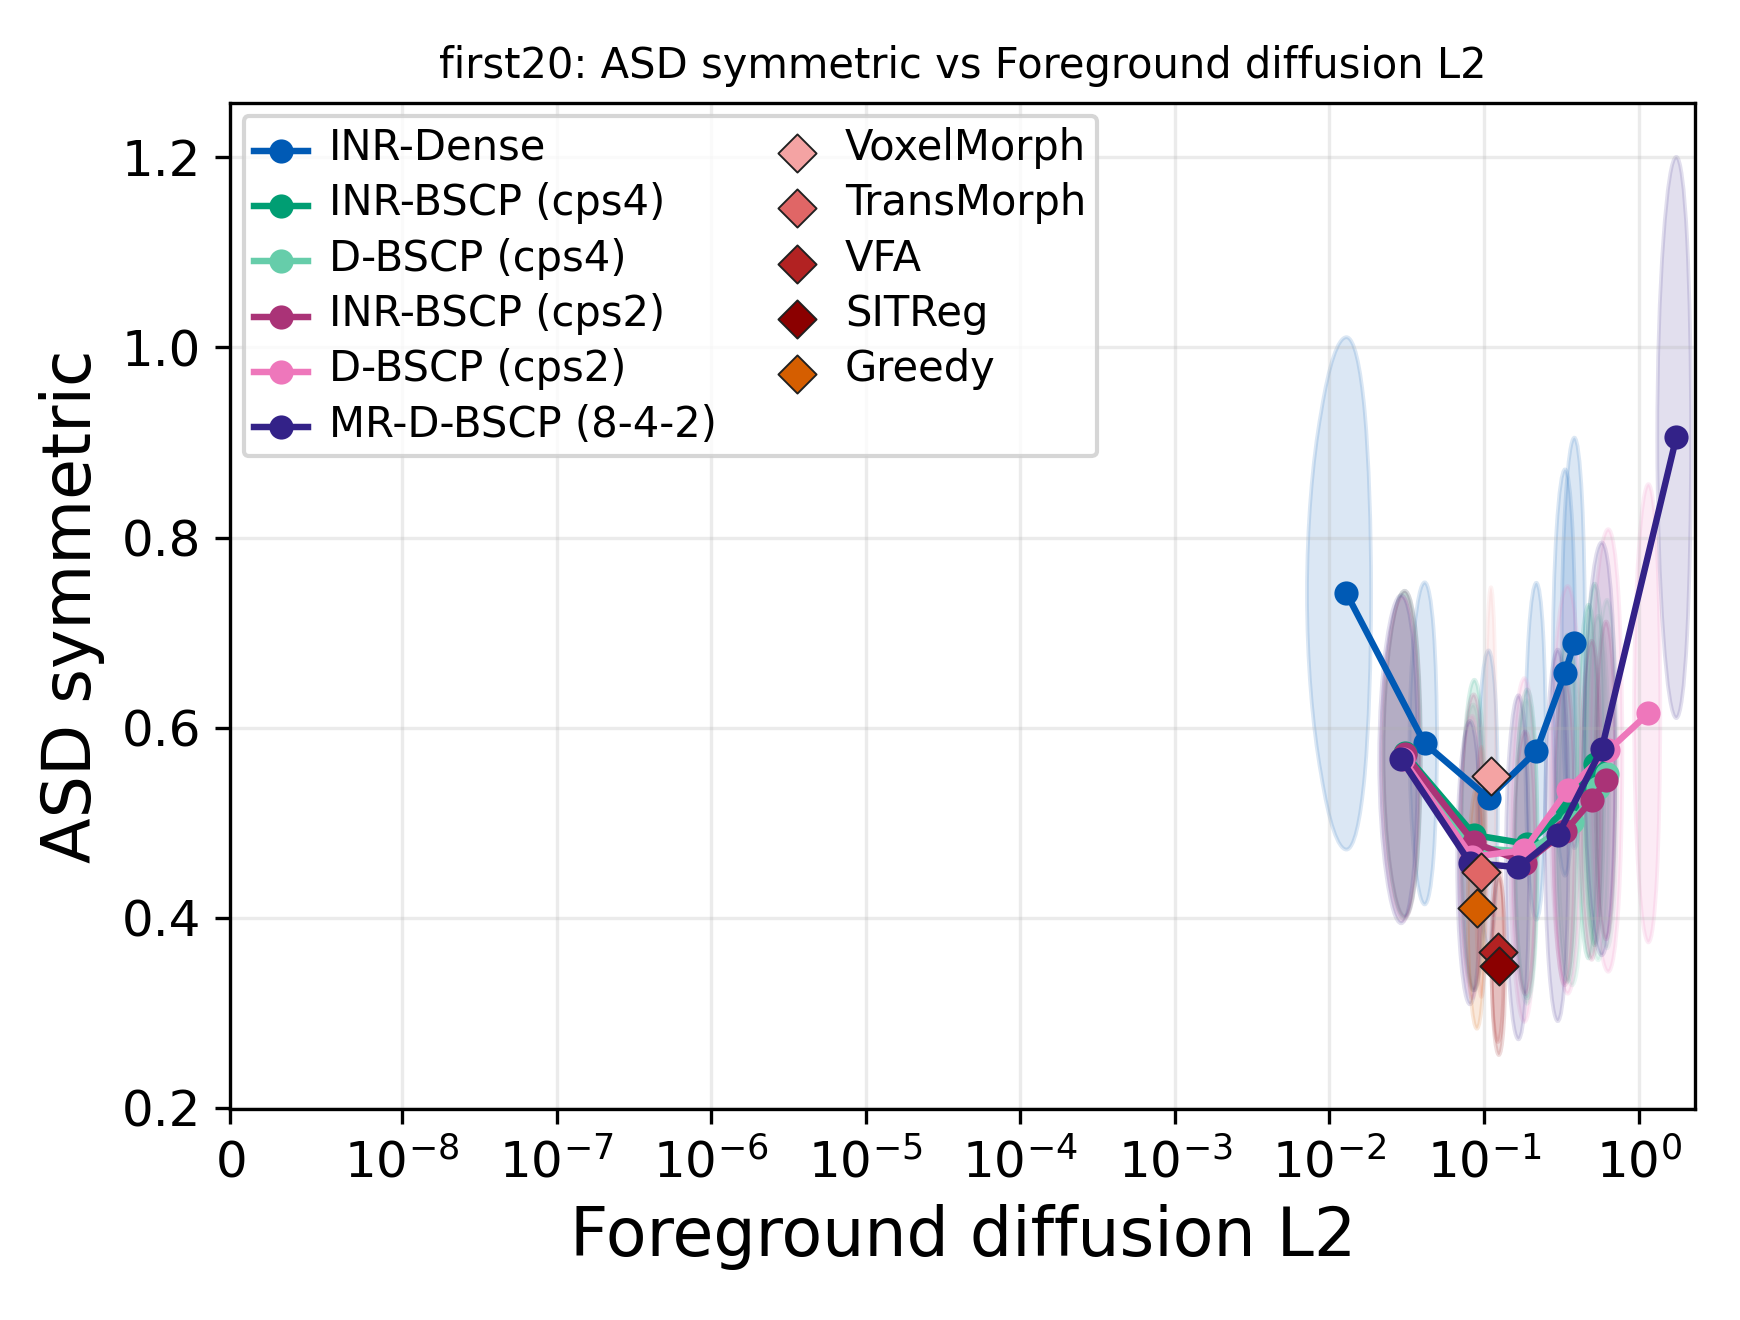 first20: ASD symmetric vs Foreground diffusion L2
INR-Dense
INR-BSCP (cps4)
D-BSCP (cps4)
INR-BSCP (cps2)
D-BSCP (cps2)
MR-D-BSCP (8-4-2)
VoxelMorph
TransMorph
VFA
SITReg
Greedy
ASD symmetric
1.2
1.0
0.8
0.6
0.4
0.2
0 10⁻⁸ 10⁻⁷ 10⁻⁶ 10⁻⁵ 10⁻⁴ 10⁻³ 10⁻² 10⁻¹ 10⁰
Foreground diffusion L2